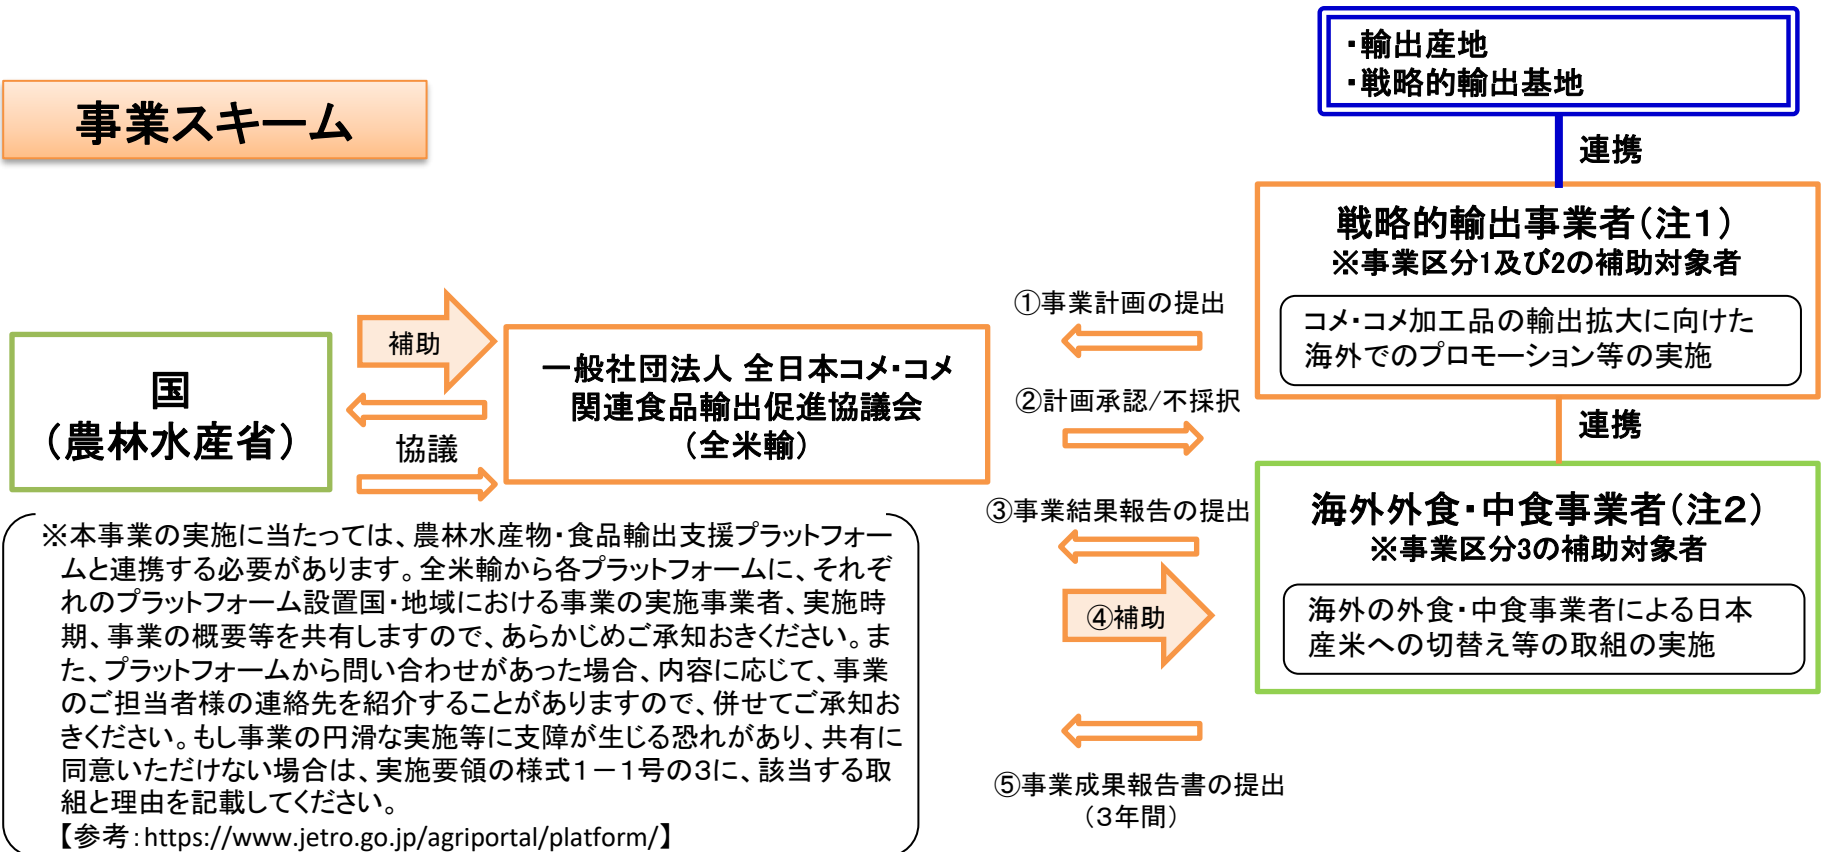 事業スキーム
・輸出産地
・戦略的輸出基地
連携
戦略的輸出事業者(注1)
※事業区分1及び2の補助対象者
コメ・コメ加工品の輸出拡大に向けた
海外でのプロモーション等の実施
連携
海外外食・中食事業者(注2)
※事業区分3の補助対象者
海外の外食・中食事業者による日本
産米への切替え等の取組の実施
国
(農林水産省)
補助
協議
一般社団法人 全日本コメ・コメ
関連食品輸出促進協議会
(全米輸)
①事業計画の提出
②計画承認/不採択
③事業結果報告の提出
④補助
⑤事業成果報告書の提出
(3年間)
※本事業の実施に当たっては、農林水産物・食品輸出支援プラットフォー
ムと連携する必要があります。全米輸から各プラットフォームに、それぞ
れのプラットフォーム設置国・地域における事業の実施事業者、実施時
期、事業の概要等を共有しますので、あらかじめご承知おきください。ま
た、プラットフォームから問い合わせがあった場合、内容に応じて、事業
のご担当者様の連絡先を紹介することがありますので、併せてご承知お
きください。もし事業の円滑な実施等に支障が生じる恐れがあり、共有に
同意いただけない場合は、実施要領の様式1-1号の3に、該当する取
組と理由を記載してください。
【参考:https://www.jetro.go.jp/agriportal/platform/】